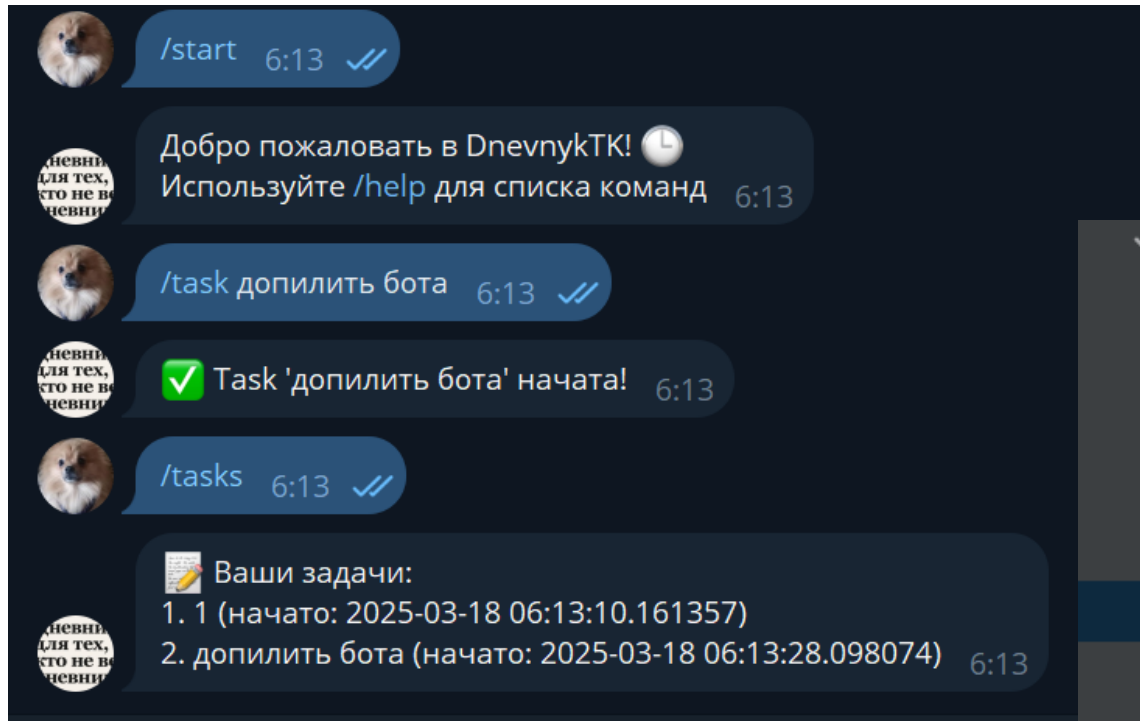 /start 6:13
Добро пожаловать в DnevnykTK! 🕒
Используйте /help для списка команд 6:13
/task допилить бота 6:13
✅ Task 'допилить бота' начата! 6:13
/tasks 6:13
📝 Ваши задачи:
1. 1 (начато: 2025-03-18 06:13:10.161357)
2. допилить бота (начато: 2025-03-18 06:13:28.098074) 6:13